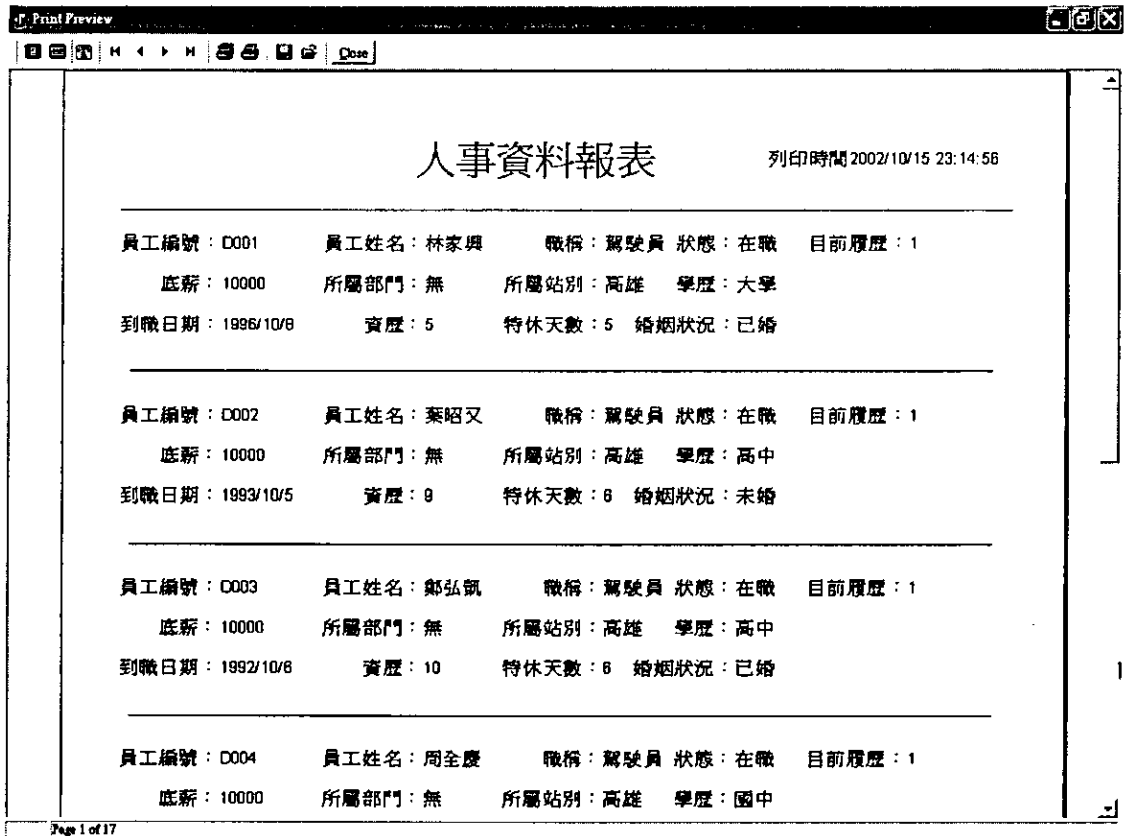 Print Preview
Close
人事資料報表 列印時間2002/10/15 23:14:56
員工編號：D001 員工姓名：林家興 職稱：駕駛員 狀態：在職 目前履歷：1
底薪：10000 所屬部門：無 所屬站別：高雄 學歷：大學
到職日期：1996/10/8 資歷：5 特休天數：5 婚姻狀況：已婚
員工編號：D002 員工姓名：葉昭又 職稱：駕駛員 狀態：在職 目前履歷：1
底薪：10000 所屬部門：無 所屬站別：高雄 學歷：高中
到職日期：1993/10/5 資歷：9 特休天數：6 婚姻狀況：未婚
員工編號：D003 員工姓名：鄭弘凱 職稱：駕駛員 狀態：在職 目前履歷：1
底薪：10000 所屬部門：無 所屬站別：高雄 學歷：高中
到職日期：1992/10/6 資歷：10 特休天數：6 婚姻狀況：已婚
員工編號：D004 員工姓名：周全慶 職稱：駕駛員 狀態：在職 目前履歷：1
底薪：10000 所屬部門：無 所屬站別：高雄 學歷：國中
Page 1 of 17